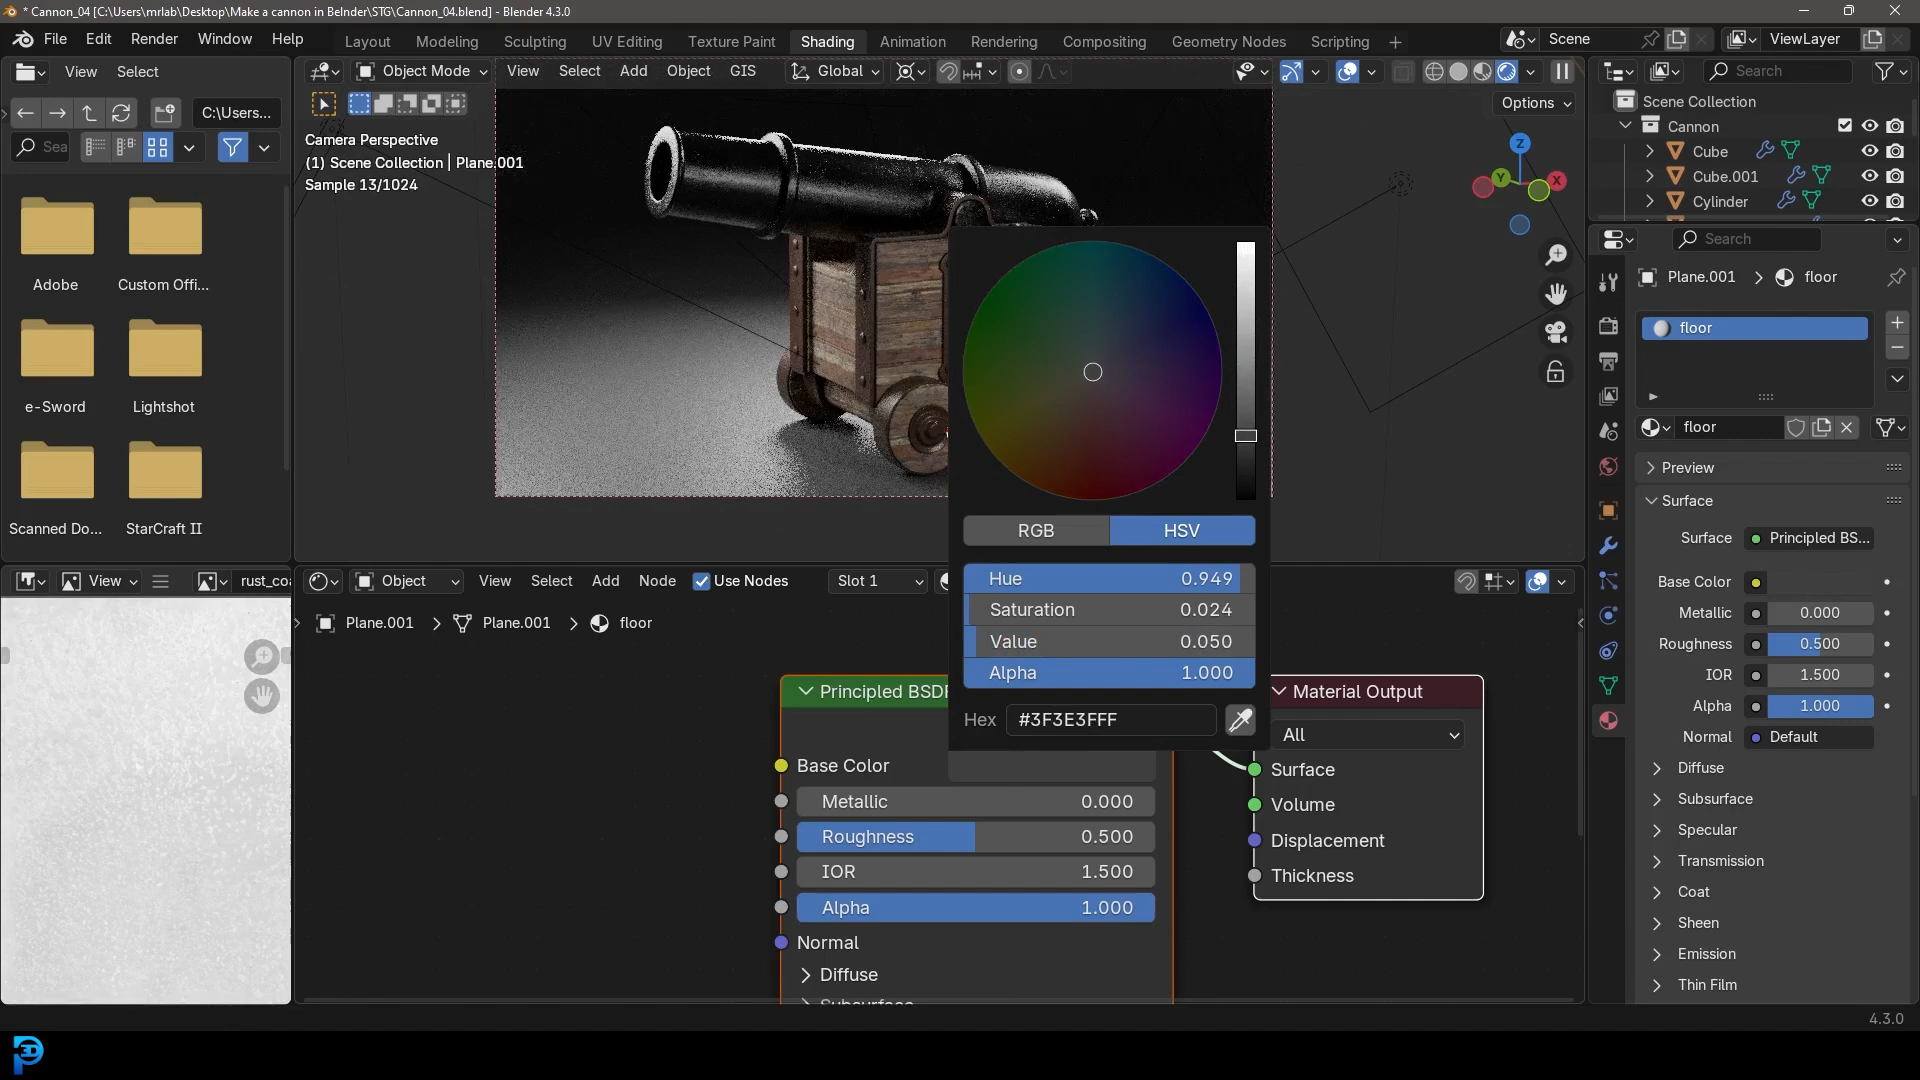 * Cannon_04 [C:\Users\mrlab\Desktop\Make a cannon in Belnder\STG\Cannon_04.blend] - Blender 4.3.0
File Edit Render Window Help Layout Modeling Sculpting UV Editing Texture Paint Shading Animation Rendering Compositing Geometry Nodes Scripting + Scene ViewLayer
View Select
Object Mode View Select Add Object GIS Global
Search
C:\Users...
Options
Scene Collection
Cannon
Cube
Cube.001
Cylinder
Sea
Camera Perspective
(1) Scene Collection | Plane.001
Sample 13/1024
Z
Y
X
Adobe
Custom Offi...
e-Sword
Lightshot
Scanned Do...
StarCraft II
Search
Plane.001 > floor
floor
floor
Preview
Surface
Surface Principled BS...
Base Color
Metallic 0.000
Roughness 0.500
IOR 1.500
Alpha 1.000
Normal Default
Diffuse
Subsurface
Specular
Transmission
Coat
Sheen
Emission
Thin Film
RGB HSV
Hue 0.949
Saturation 0.024
Value 0.050
Alpha 1.000
Hex #3F3E3FFF
View rust_coa
Object View Select Add Node Use Nodes Slot 1
Plane.001 > Plane.001 > floor
Principled BSDF
Base Color
Metallic 0.000
Roughness 0.500
IOR 1.500
Alpha 1.000
Normal
Diffuse
Subsurface
Material Output
All
Surface
Volume
Displacement
Thickness
4.3.0